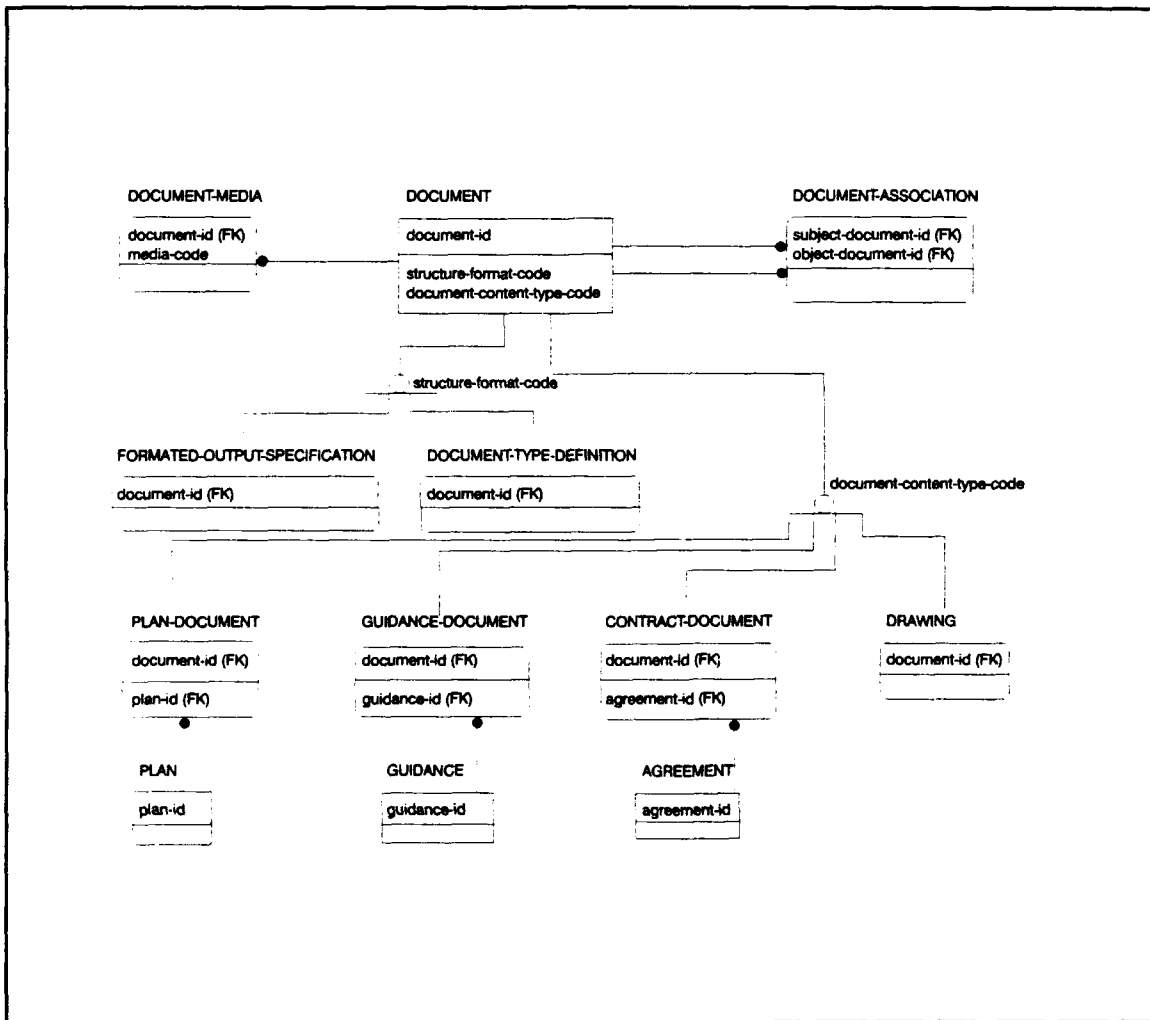 DOCUMENT-MEDIA
document-id (FK)
media-code
DOCUMENT
document-id
structure-format-code
document-content-type-code
DOCUMENT-ASSOCIATION
subject-document-id (FK)
object-document-id (FK)
structure-format-code
FORMATED-OUTPUT-SPECIFICATION
document-id (FK)
DOCUMENT-TYPE-DEFINITION
document-id (FK)
document-content-type-code
PLAN-DOCUMENT
document-id (FK)
plan-id (FK)
GUIDANCE-DOCUMENT
document-id (FK)
guidance-id (FK)
CONTRACT-DOCUMENT
document-id (FK)
agreement-id (FK)
DRAWING
document-id (FK)
PLAN
plan-id
GUIDANCE
guidance-id
AGREEMENT
agreement-id